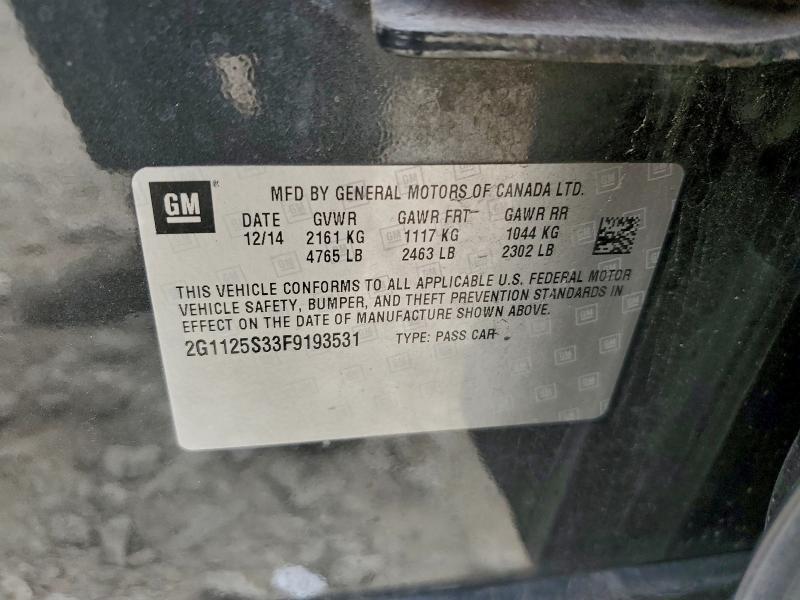 GM ®
MFD BY GENERAL MOTORS OF CANADA LTD.
DATE GVWR GAWR FRT GAWR RR
12/14 2161 KG 1117 KG 1044 KG
4765 LB 2463 LB 2302 LB
THIS VEHICLE CONFORMS TO ALL APPLICABLE U.S. FEDERAL MOTOR
VEHICLE SAFETY, BUMPER, AND THEFT PREVENTION STANDARDS IN
EFFECT ON THE DATE OF MANUFACTURE SHOWN ABOVE.
2G1125S33F9193531 TYPE: PASS CAR